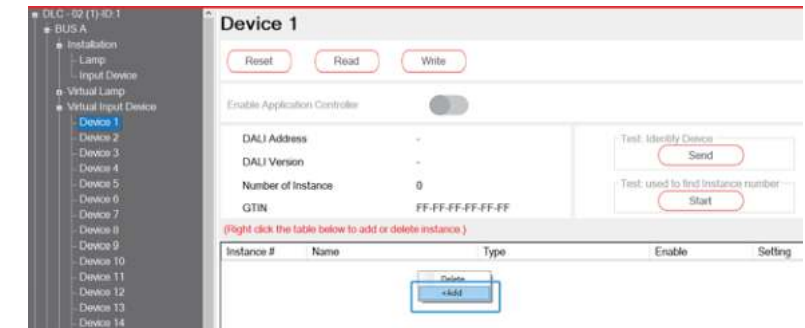 DLC - 02 (1)-ID:1
BUS A
Installation
Lamp
Input Device
Virtual Lamp
Virtual Input Device
Device 1
Device 2
Device 3
Device 4
Device 5
Device 6
Device 7
Device 8
Device 9
Device 10
Device 11
Device 12
Device 13
Device 14
Device 1
Reset Read Write
Enable Application Controller
DALI Address -
DALI Version -
Number of Instance 0
GTIN FF-FF-FF-FF-FF-FF
Test: Identify Device
Send
Test: used to find Instance number
Start
(Right click the table below to add or delete instance.)
Instance # Name Type Enable Setting
Delete
+Add